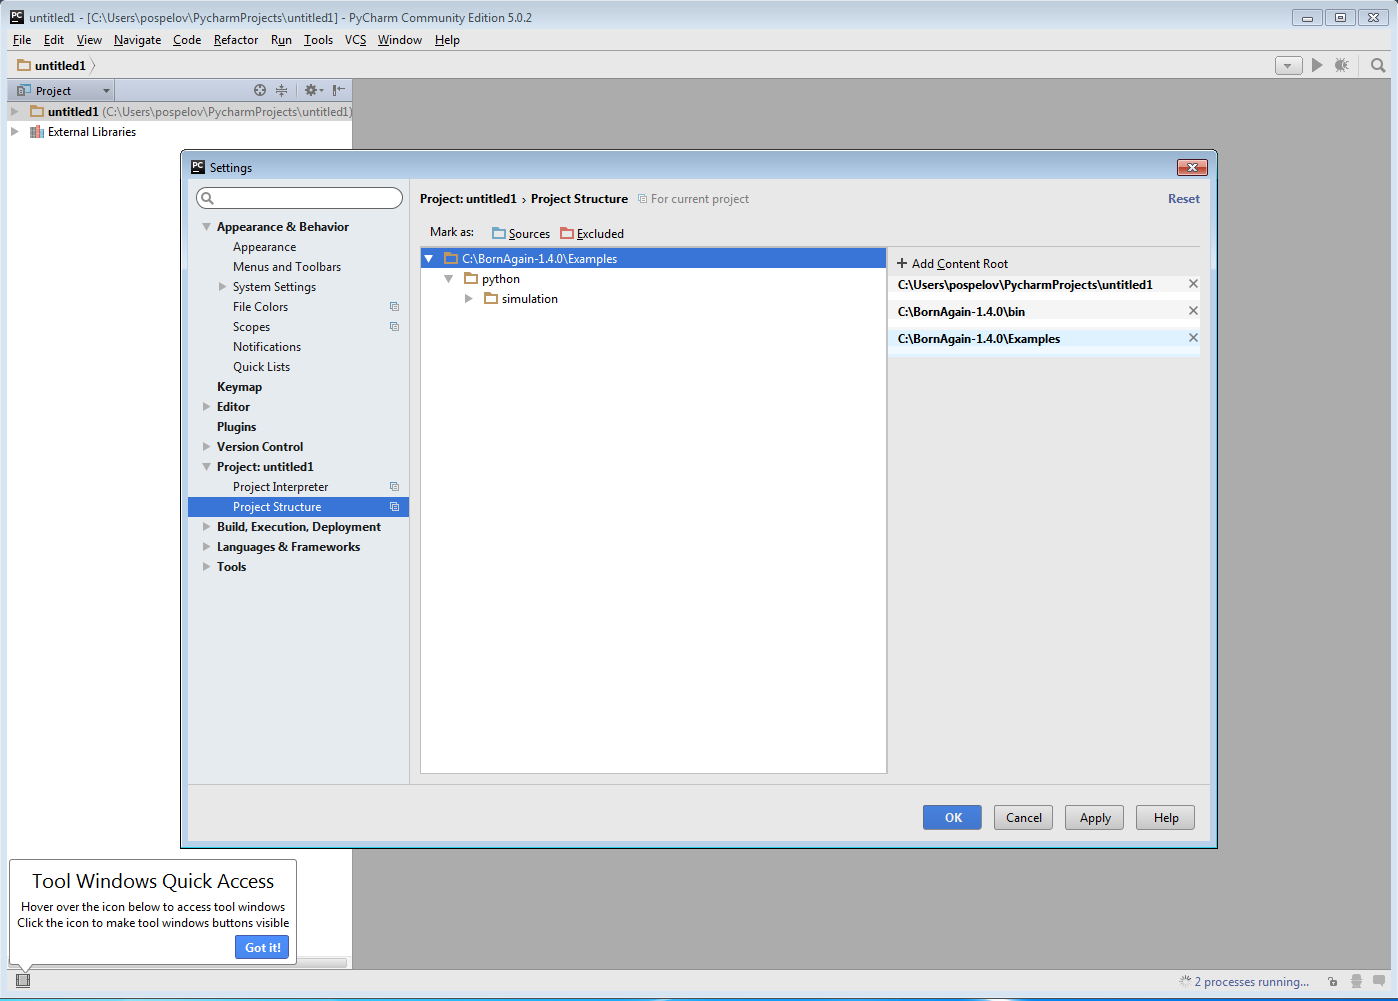 PC untitled1 - [C:\Users\pospelov\PycharmProjects\untitled1] - PyCharm Community Edition 5.0.2
File Edit View Navigate Code Refactor Run Tools VCS Window Help
untitled1
Project
untitled1 (C:\Users\pospelov\PycharmProjects\untitled1)
External Libraries
PC Settings
Project: untitled1 › Project Structure For current project Reset
Appearance & Behavior
Appearance
Menus and Toolbars
System Settings
File Colors
Scopes
Notifications
Quick Lists
Keymap
Editor
Plugins
Version Control
Project: untitled1
Project Interpreter
Project Structure
Build, Execution, Deployment
Languages & Frameworks
Tools
Mark as: Sources Excluded
C:\BornAgain-1.4.0\Examples
python
simulation
+ Add Content Root
C:\Users\pospelov\PycharmProjects\untitled1
C:\BornAgain-1.4.0\bin
C:\BornAgain-1.4.0\Examples
OK Cancel Apply Help
Tool Windows Quick Access
Hover over the icon below to access tool windows
Click the icon to make tool windows buttons visible
Got it!
2 processes running...